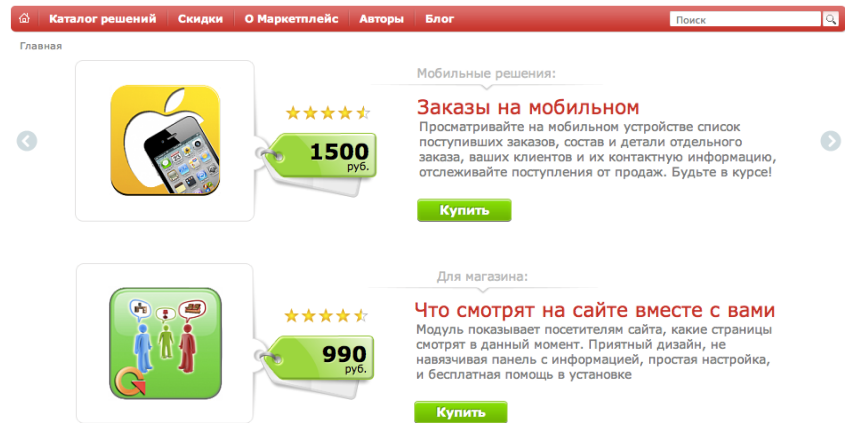 Каталог решений Скидки О Маркетплейс Авторы Блог Поиск
Главная
Мобильные решения:
Заказы на мобильном
Просматривайте на мобильном устройстве список
поступивших заказов, состав и детали отдельного
заказа, ваших клиентов и их контактную информацию,
отслеживайте поступления от продаж. Будьте в курсе!
1500
руб.
Купить
Для магазина:
Что смотрят на сайте вместе с вами
Модуль показывает посетителям сайта, какие страницы
смотрят в данный момент. Приятный дизайн, не
навязчивая панель с информацией, простая настройка,
и бесплатная помощь в установке
990
руб.
Купить